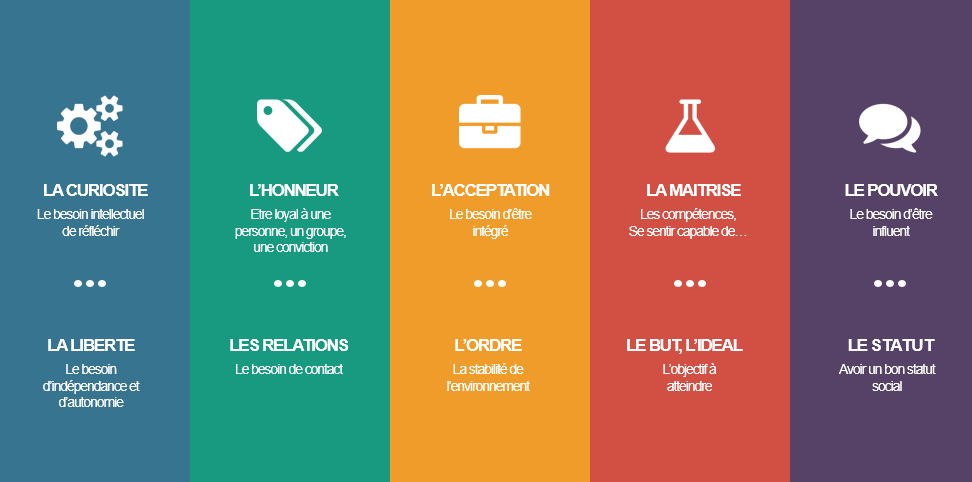 LA CURIOSITE
Le besoin intellectuel
de réfléchir
LA LIBERTE
Le besoin
d'indépendance et
d'autonomie
L'HONNEUR
Etre loyal à une
personne, un groupe,
une conviction
LES RELATIONS
Le besoin de contact
L'ACCEPTATION
Le besoin d'être
intégré
L'ORDRE
La stabilité de
l'environnement
LA MAITRISE
Les compétences,
Se sentir capable de…
LE BUT, L'IDEAL
L'objectif à
atteindre
LE POUVOIR
Le besoin d'être
influent
LE STATUT
Avoir un bon statut
social